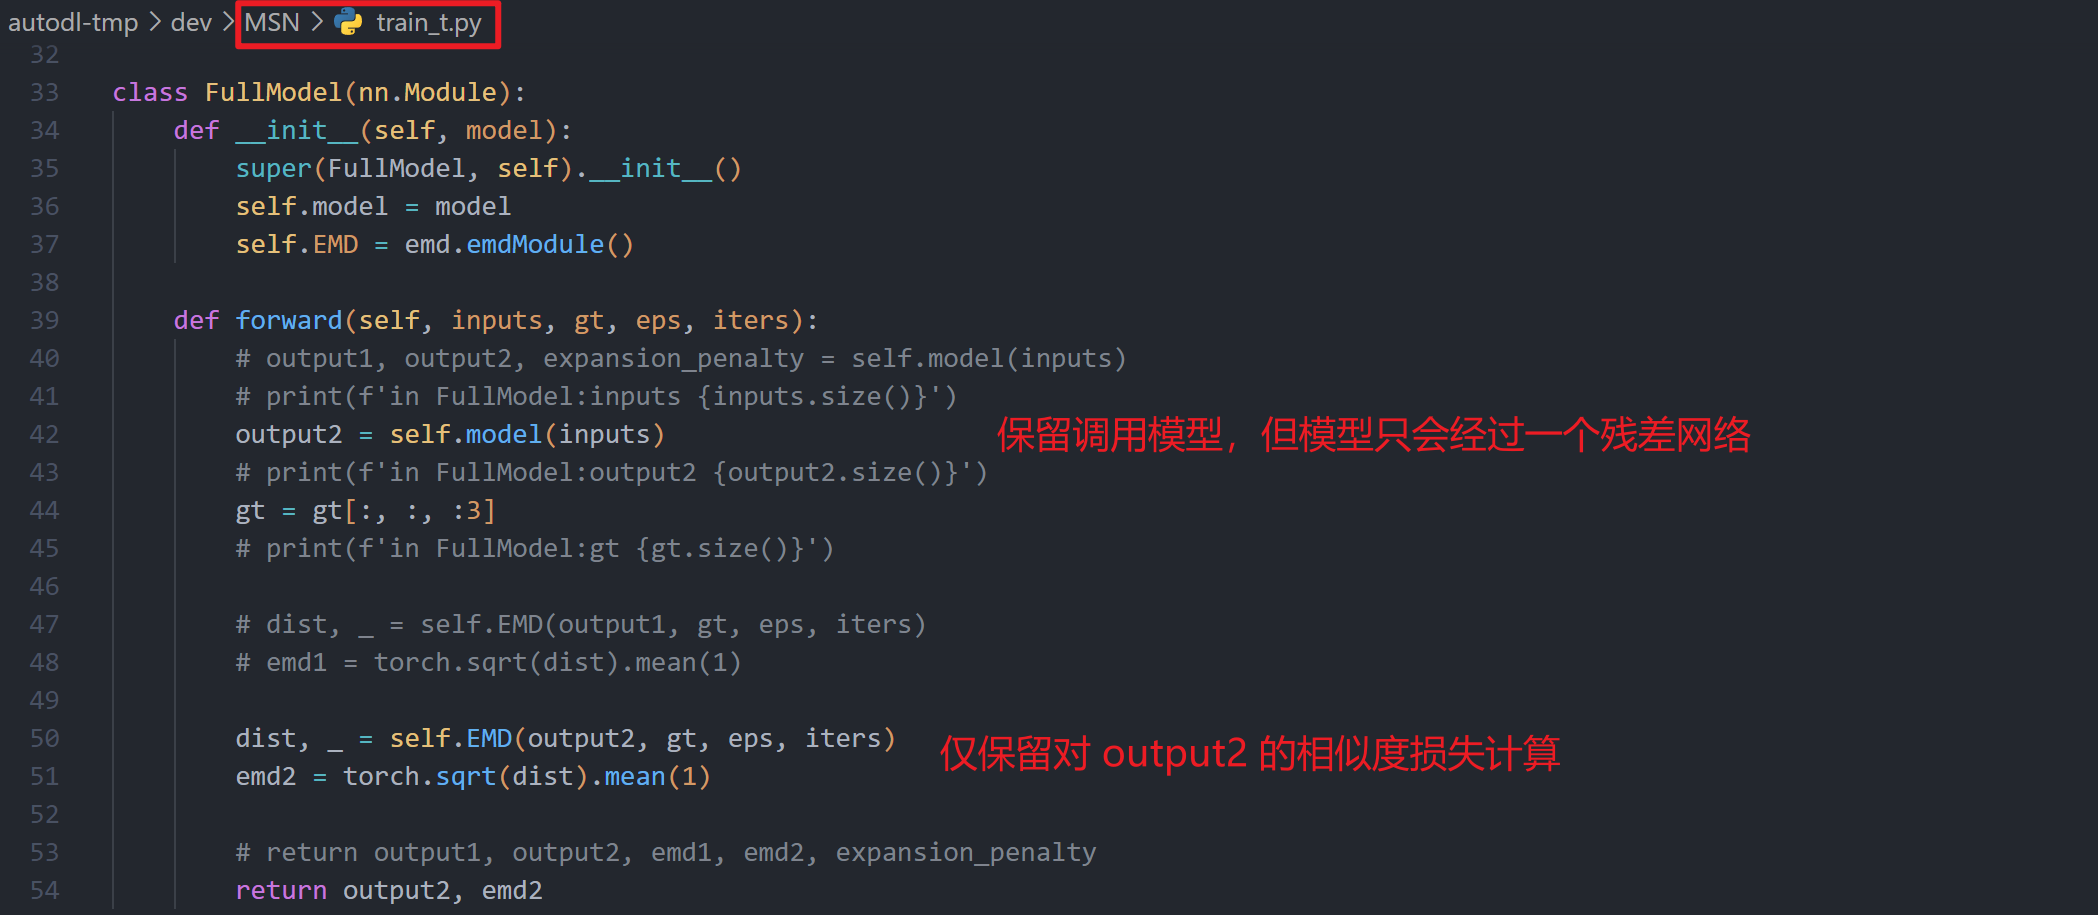 autodl-tmp > dev > MSN > train_t.py
32
33 class FullModel(nn.Module):
34 def __init__(self, model):
35 super(FullModel, self).__init__()
36 self.model = model
37 self.EMD = emd.emdModule()
38
39 def forward(self, inputs, gt, eps, iters):
40 # output1, output2, expansion_penalty = self.model(inputs)
41 # print(f'in FullModel:inputs {inputs.size()}')
42 output2 = self.model(inputs) 保留调用模型，但模型只会经过一个残差网络
43 # print(f'in FullModel:output2 {output2.size()}')
44 gt = gt[:, :, :3]
45 # print(f'in FullModel:gt {gt.size()}')
46
47 # dist, _ = self.EMD(output1, gt, eps, iters)
48 # emd1 = torch.sqrt(dist).mean(1)
49
50 dist, _ = self.EMD(output2, gt, eps, iters) 仅保留对 output2 的相似度损失计算
51 emd2 = torch.sqrt(dist).mean(1)
52
53 # return output1, output2, emd1, emd2, expansion_penalty
54 return output2, emd2